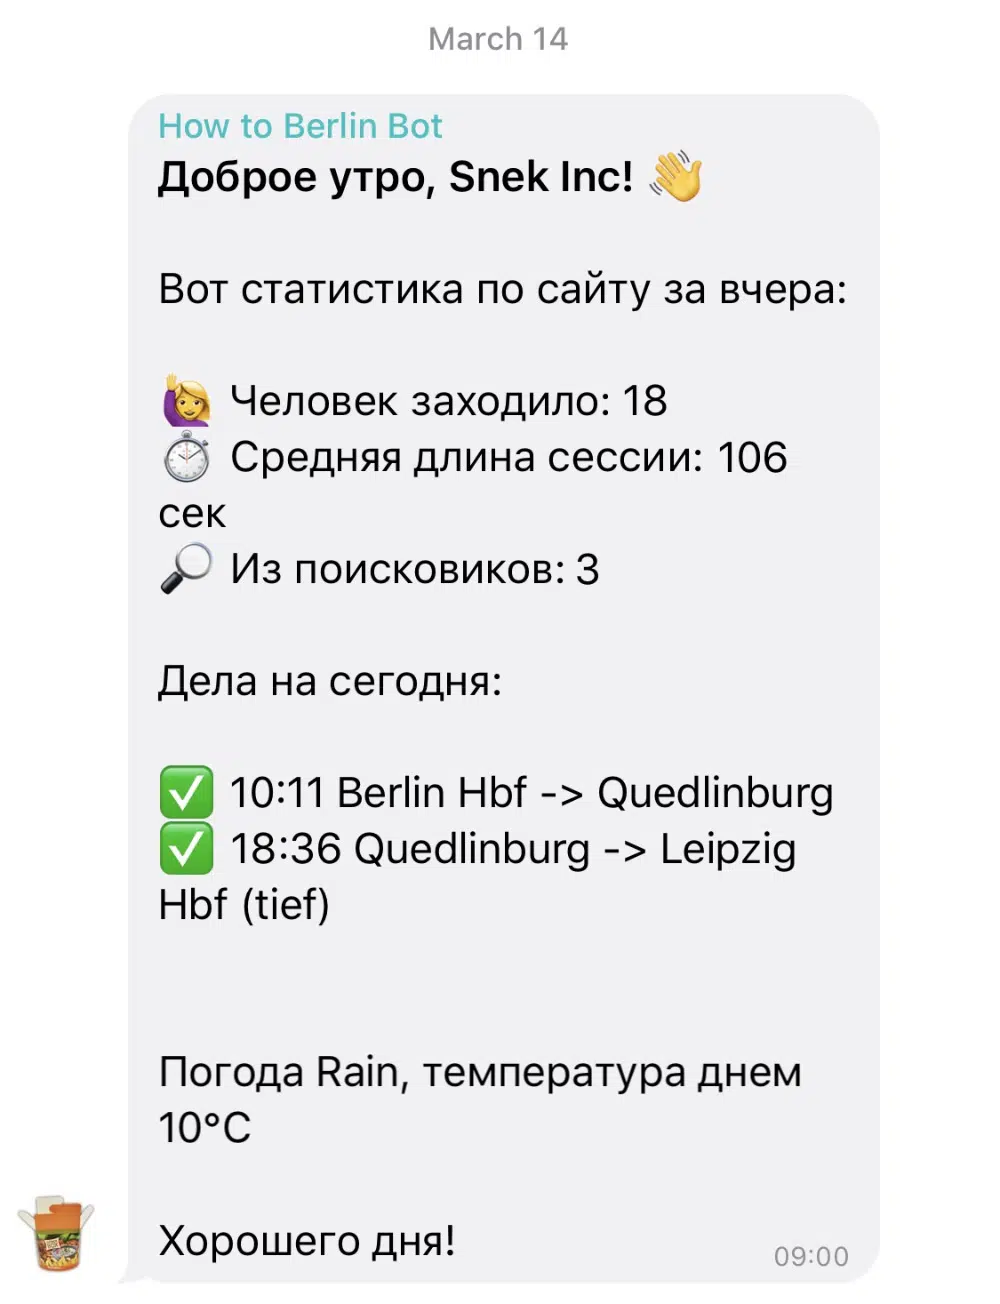 March 14
How to Berlin Bot
Доброе утро, Snek Inc! 👋
Вот статистика по сайту за вчера:
🙋‍♀️ Человек заходило: 18
⏱ Средняя длина сессии: 106
сек
🔎 Из поисковиков: 3
Дела на сегодня:
✅ 10:11 Berlin Hbf -> Quedlinburg
✅ 18:36 Quedlinburg -> Leipzig
Hbf (tief)
Погода Rain, температура днем
10°C
Хорошего дня!
09:00